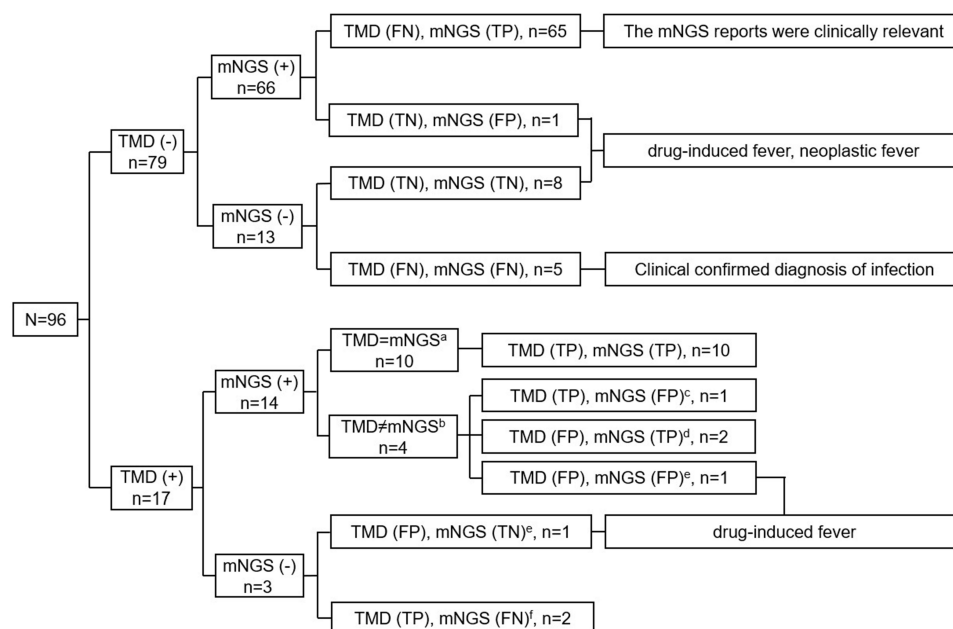 TMD (FN), mNGS (TP), n=65
The mNGS reports were clinically relevant
mNGS (+)
n=66
TMD (TN), mNGS (FP), n=1
TMD (-)
n=79
drug-induced fever, neoplastic fever
TMD (TN), mNGS (TN), n=8
mNGS (-)
n=13
TMD (FN), mNGS (FN), n=5
Clinical confirmed diagnosis of infection
N=96
TMD=mNGSᵃ
n=10
TMD (TP), mNGS (TP), n=10
mNGS (+)
n=14
TMD (TP), mNGS (FP)ᶜ, n=1
TMD≠mNGSᵇ
n=4
TMD (FP), mNGS (TP)ᵈ, n=2
TMD (FP), mNGS (FP)ᵉ, n=1
TMD (+)
n=17
TMD (FP), mNGS (TN)ᵉ, n=1
drug-induced fever
mNGS (-)
n=3
TMD (TP), mNGS (FN)ᶠ, n=2